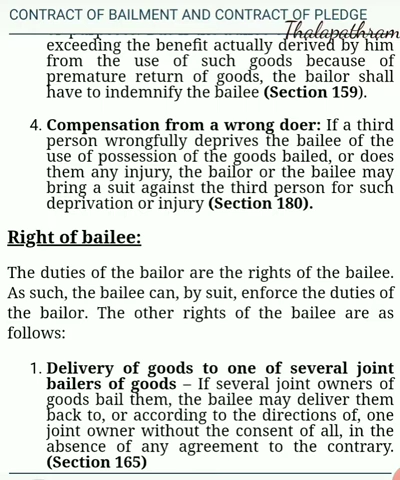 CONTRACT OF BAILMENT AND CONTRACT OF PLEDGE
Thalapathram
exceeding the benefit actually derived by him
from the use of such goods because of
premature return of goods, the bailor shall
have to indemnify the bailee (Section 159).
4. Compensation from a wrong doer: If a third
person wrongfully deprives the bailee of the
use of possession of the goods bailed, or does
them any injury, the bailor or the bailee may
bring a suit against the third person for such
deprivation or injury (Section 180).
Right of bailee:
The duties of the bailor are the rights of the bailee.
As such, the bailee can, by suit, enforce the duties of
the bailor. The other rights of the bailee are as
follows:
1. Delivery of goods to one of several joint
bailers of goods – If several joint owners of
goods bail them, the bailee may deliver them
back to, or according to the directions of, one
joint owner without the consent of all, in the
absence of any agreement to the contrary.
(Section 165)